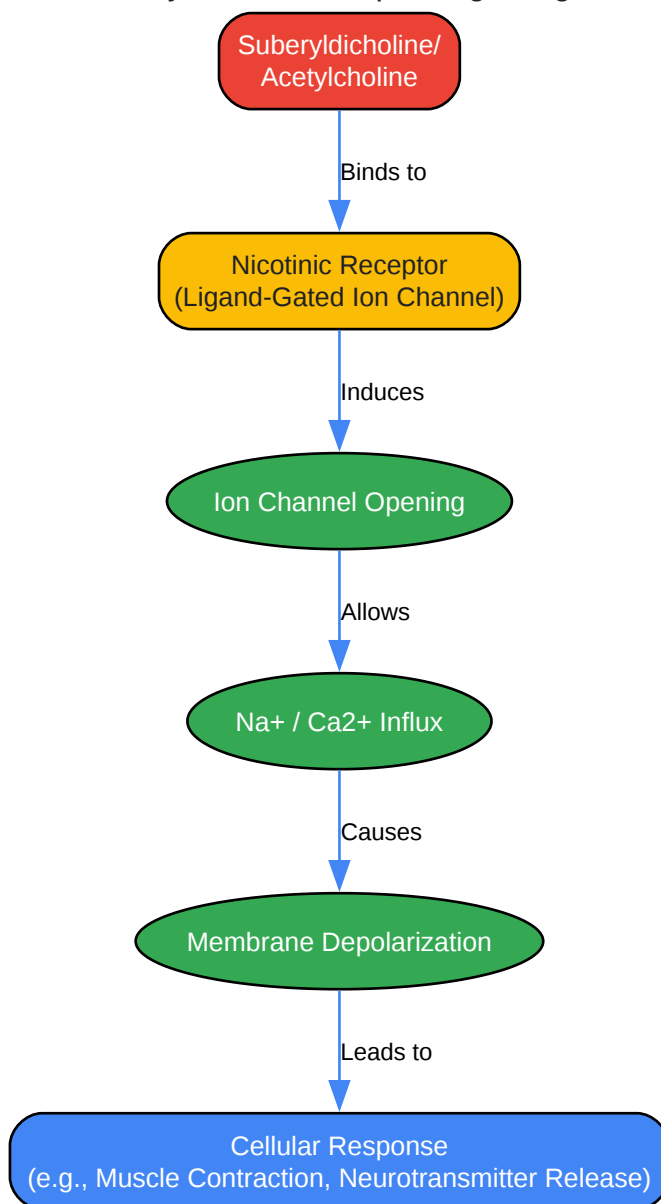 Suberyldicholine/
Acetylcholine
Binds to
Nicotinic Receptor
(Ligand-Gated Ion Channel)
Induces
Ion Channel Opening
Allows
Na+ / Ca2+ Influx
Causes
Membrane Depolarization
Leads to
Cellular Response
(e.g., Muscle Contraction, Neurotransmitter Release)